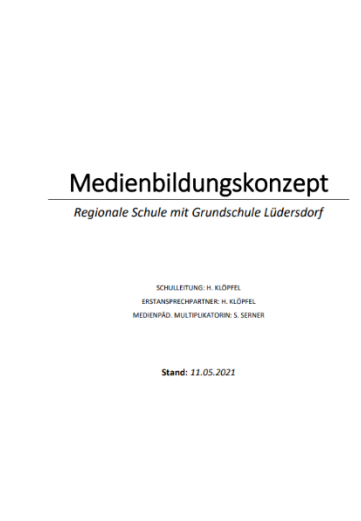 Medienbildungskonzept
Regionale Schule mit Grundschule Lüdersdorf
SCHULLEITUNG: H. KLÖPFEL
ERSTANSPRECHPARTNER: H. KLÖPFEL
MEDIENPÄD. MULTIPLIKATORIN: S. SERNER
Stand: 11.05.2021